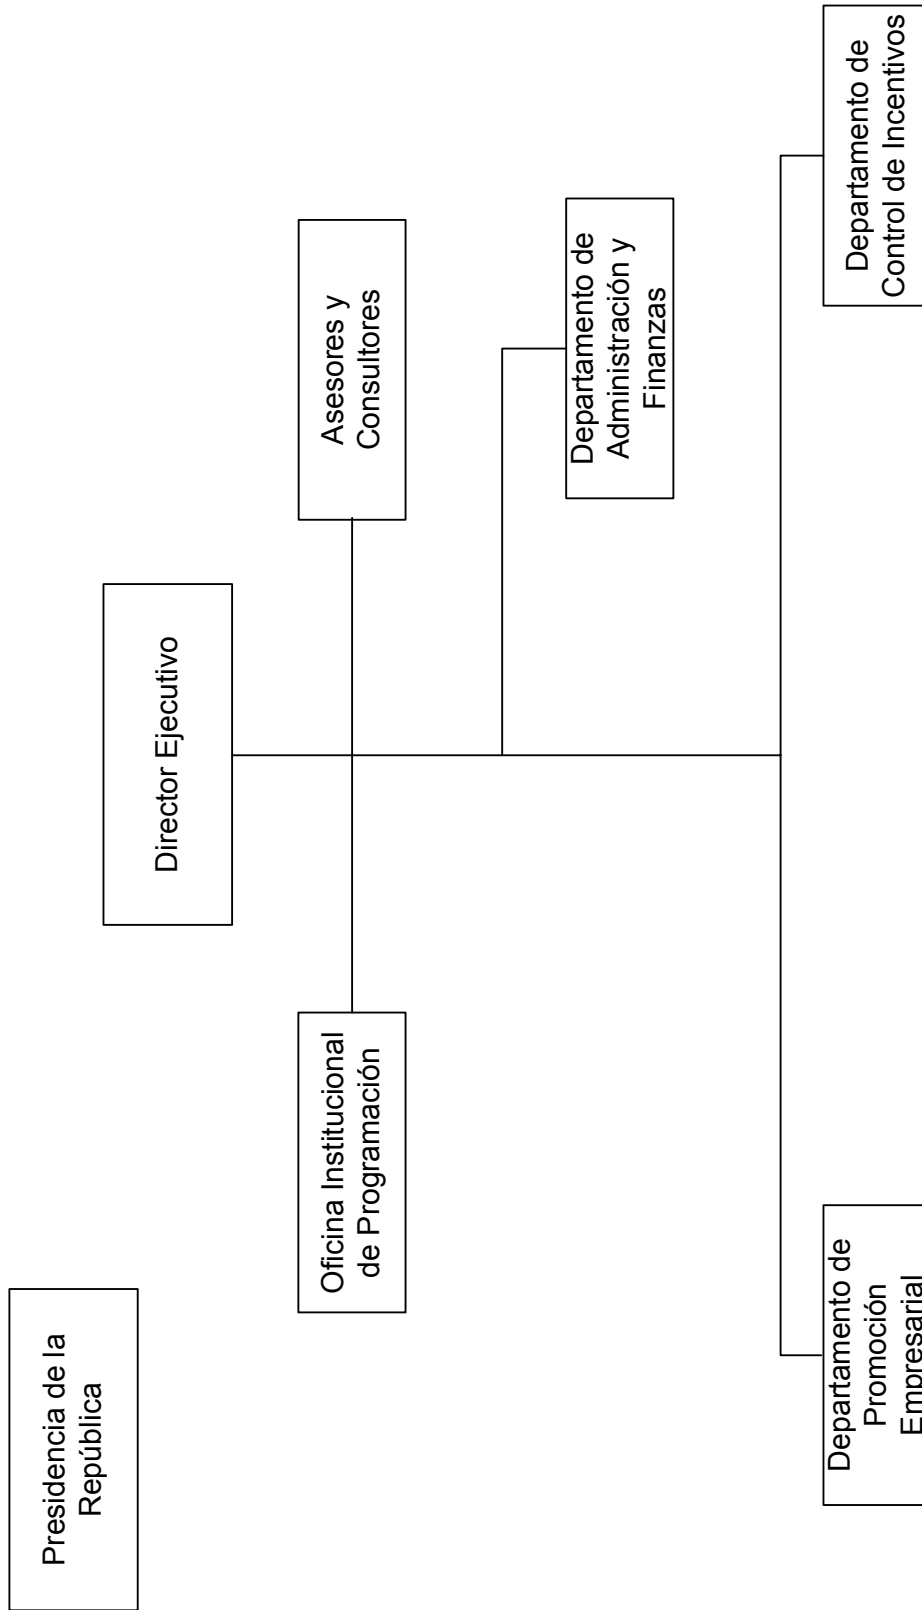 Presidencia de la
República
Director Ejecutivo
Oficina Institucional
de Programación
Asesores y
Consultores
Departamento de
Administración y
Finanzas
Departamento de
Promoción
Empresarial
Departamento de
Control de Incentivos